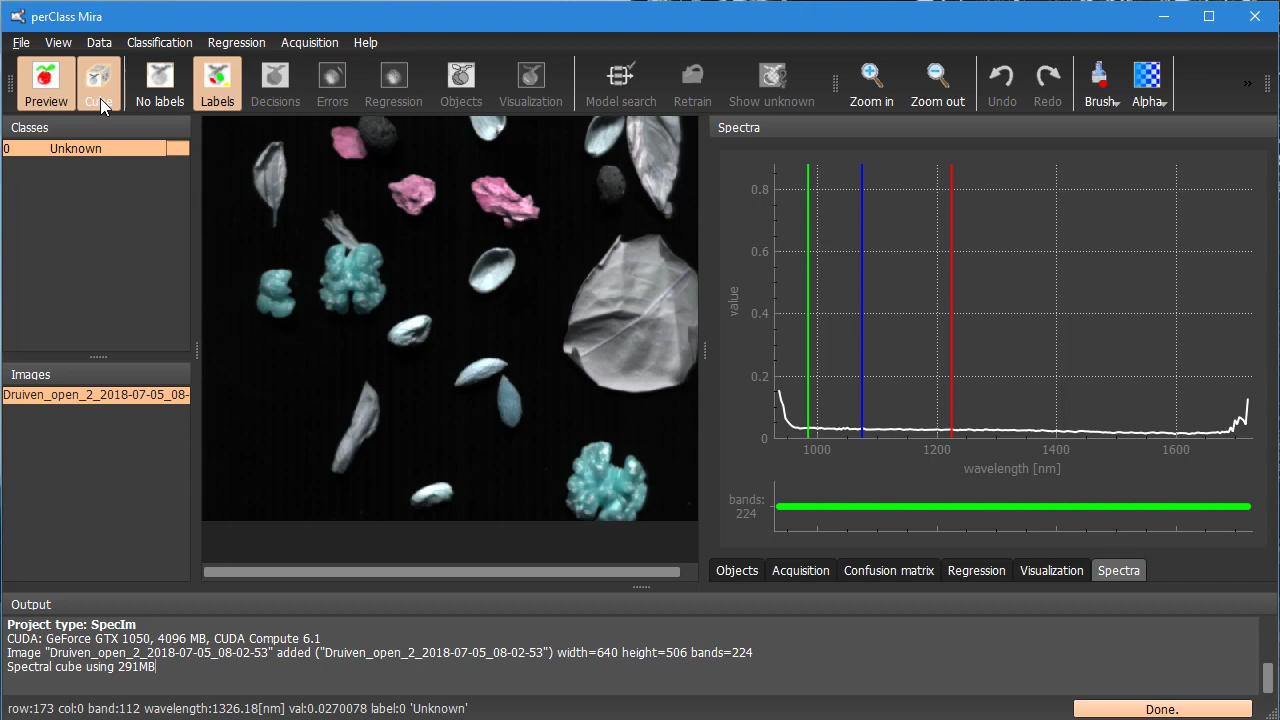 perClass Mira
File View Data Classification Regression Acquisition Help
Preview Cube No labels Labels Decisions Errors Regression Objects Visualization Model search Retrain Show unknown Zoom in Zoom out Undo Redo Brush Alpha »
Classes
0 Unknown
Images
Druiven_open_2_2018-07-05_08-
Spectra
0.8
0.6
0.4
0.2
0
value
1000 1200 1400 1600
wavelength [nm]
bands:
224
Objects Acquisition Confusion matrix Regression Visualization Spectra
Output
Project type: SpecIm
CUDA: GeForce GTX 1050, 4096 MB, CUDA Compute 6.1
Image "Druiven_open_2_2018-07-05_08-02-53" added ("Druiven_open_2_2018-07-05_08-02-53") width=640 height=506 bands=224
Spectral cube using 291MB
row:173 col:0 band:112 wavelength:1326.18[nm] val:0.0270078 label:0 'Unknown'
Done.